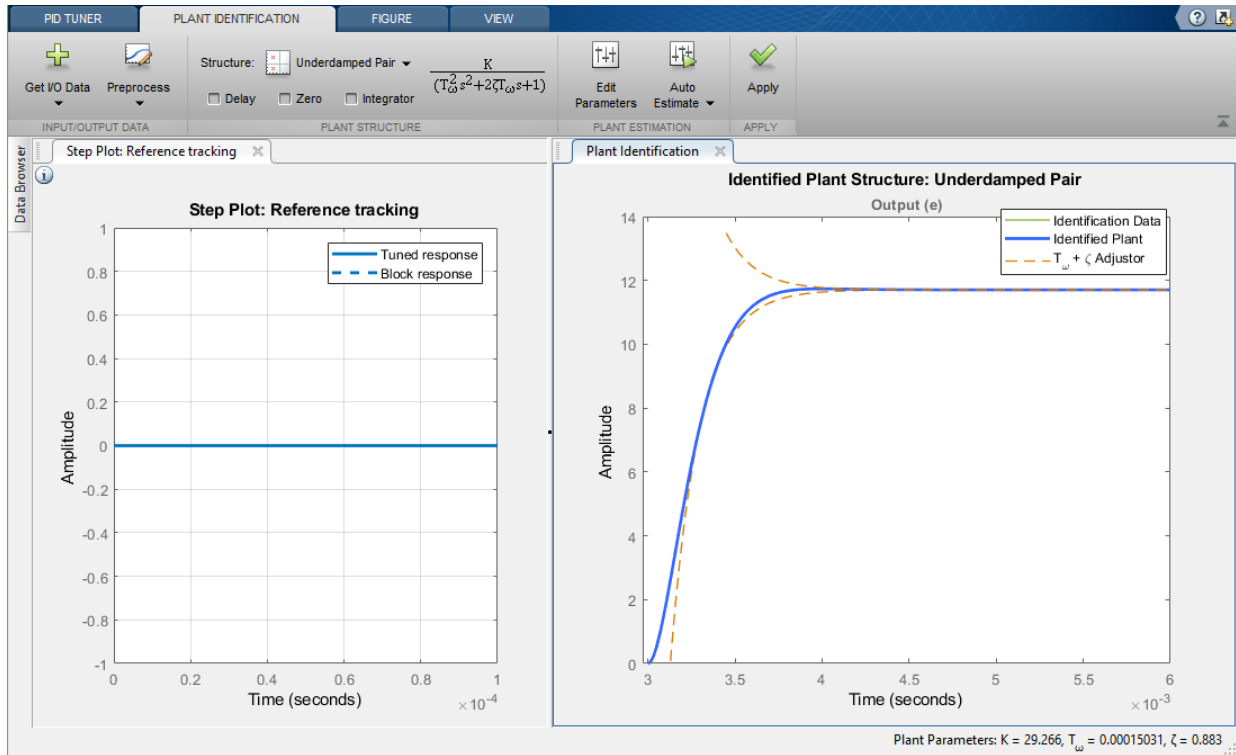 PID TUNER PLANT IDENTIFICATION FIGURE VIEW
Get I/O Data
Preprocess
Structure: Underdamped Pair
K
(T_ω^2 s^2+2ζT_ω s+1)
Delay Zero Integrator
Edit
Parameters
Auto
Estimate
Apply
INPUT/OUTPUT DATA PLANT STRUCTURE PLANT ESTIMATION APPLY
Data Browser
Step Plot: Reference tracking
Step Plot: Reference tracking
Tuned response
Block response
Amplitude
1
0.8
0.6
0.4
0.2
0
-0.2
-0.4
-0.6
-0.8
-1
0 0.2 0.4 0.6 0.8 1
Time (seconds)
×10^-4
Plant Identification
Identified Plant Structure: Underdamped Pair
Output (e)
Identification Data
Identified Plant
T_ω + ζ Adjustor
Amplitude
14
12
10
8
6
4
2
0
3 3.5 4 4.5 5 5.5 6
Time (seconds)
×10^-3
Plant Parameters: K = 29.266, T_ω = 0.00015031, ζ = 0.883